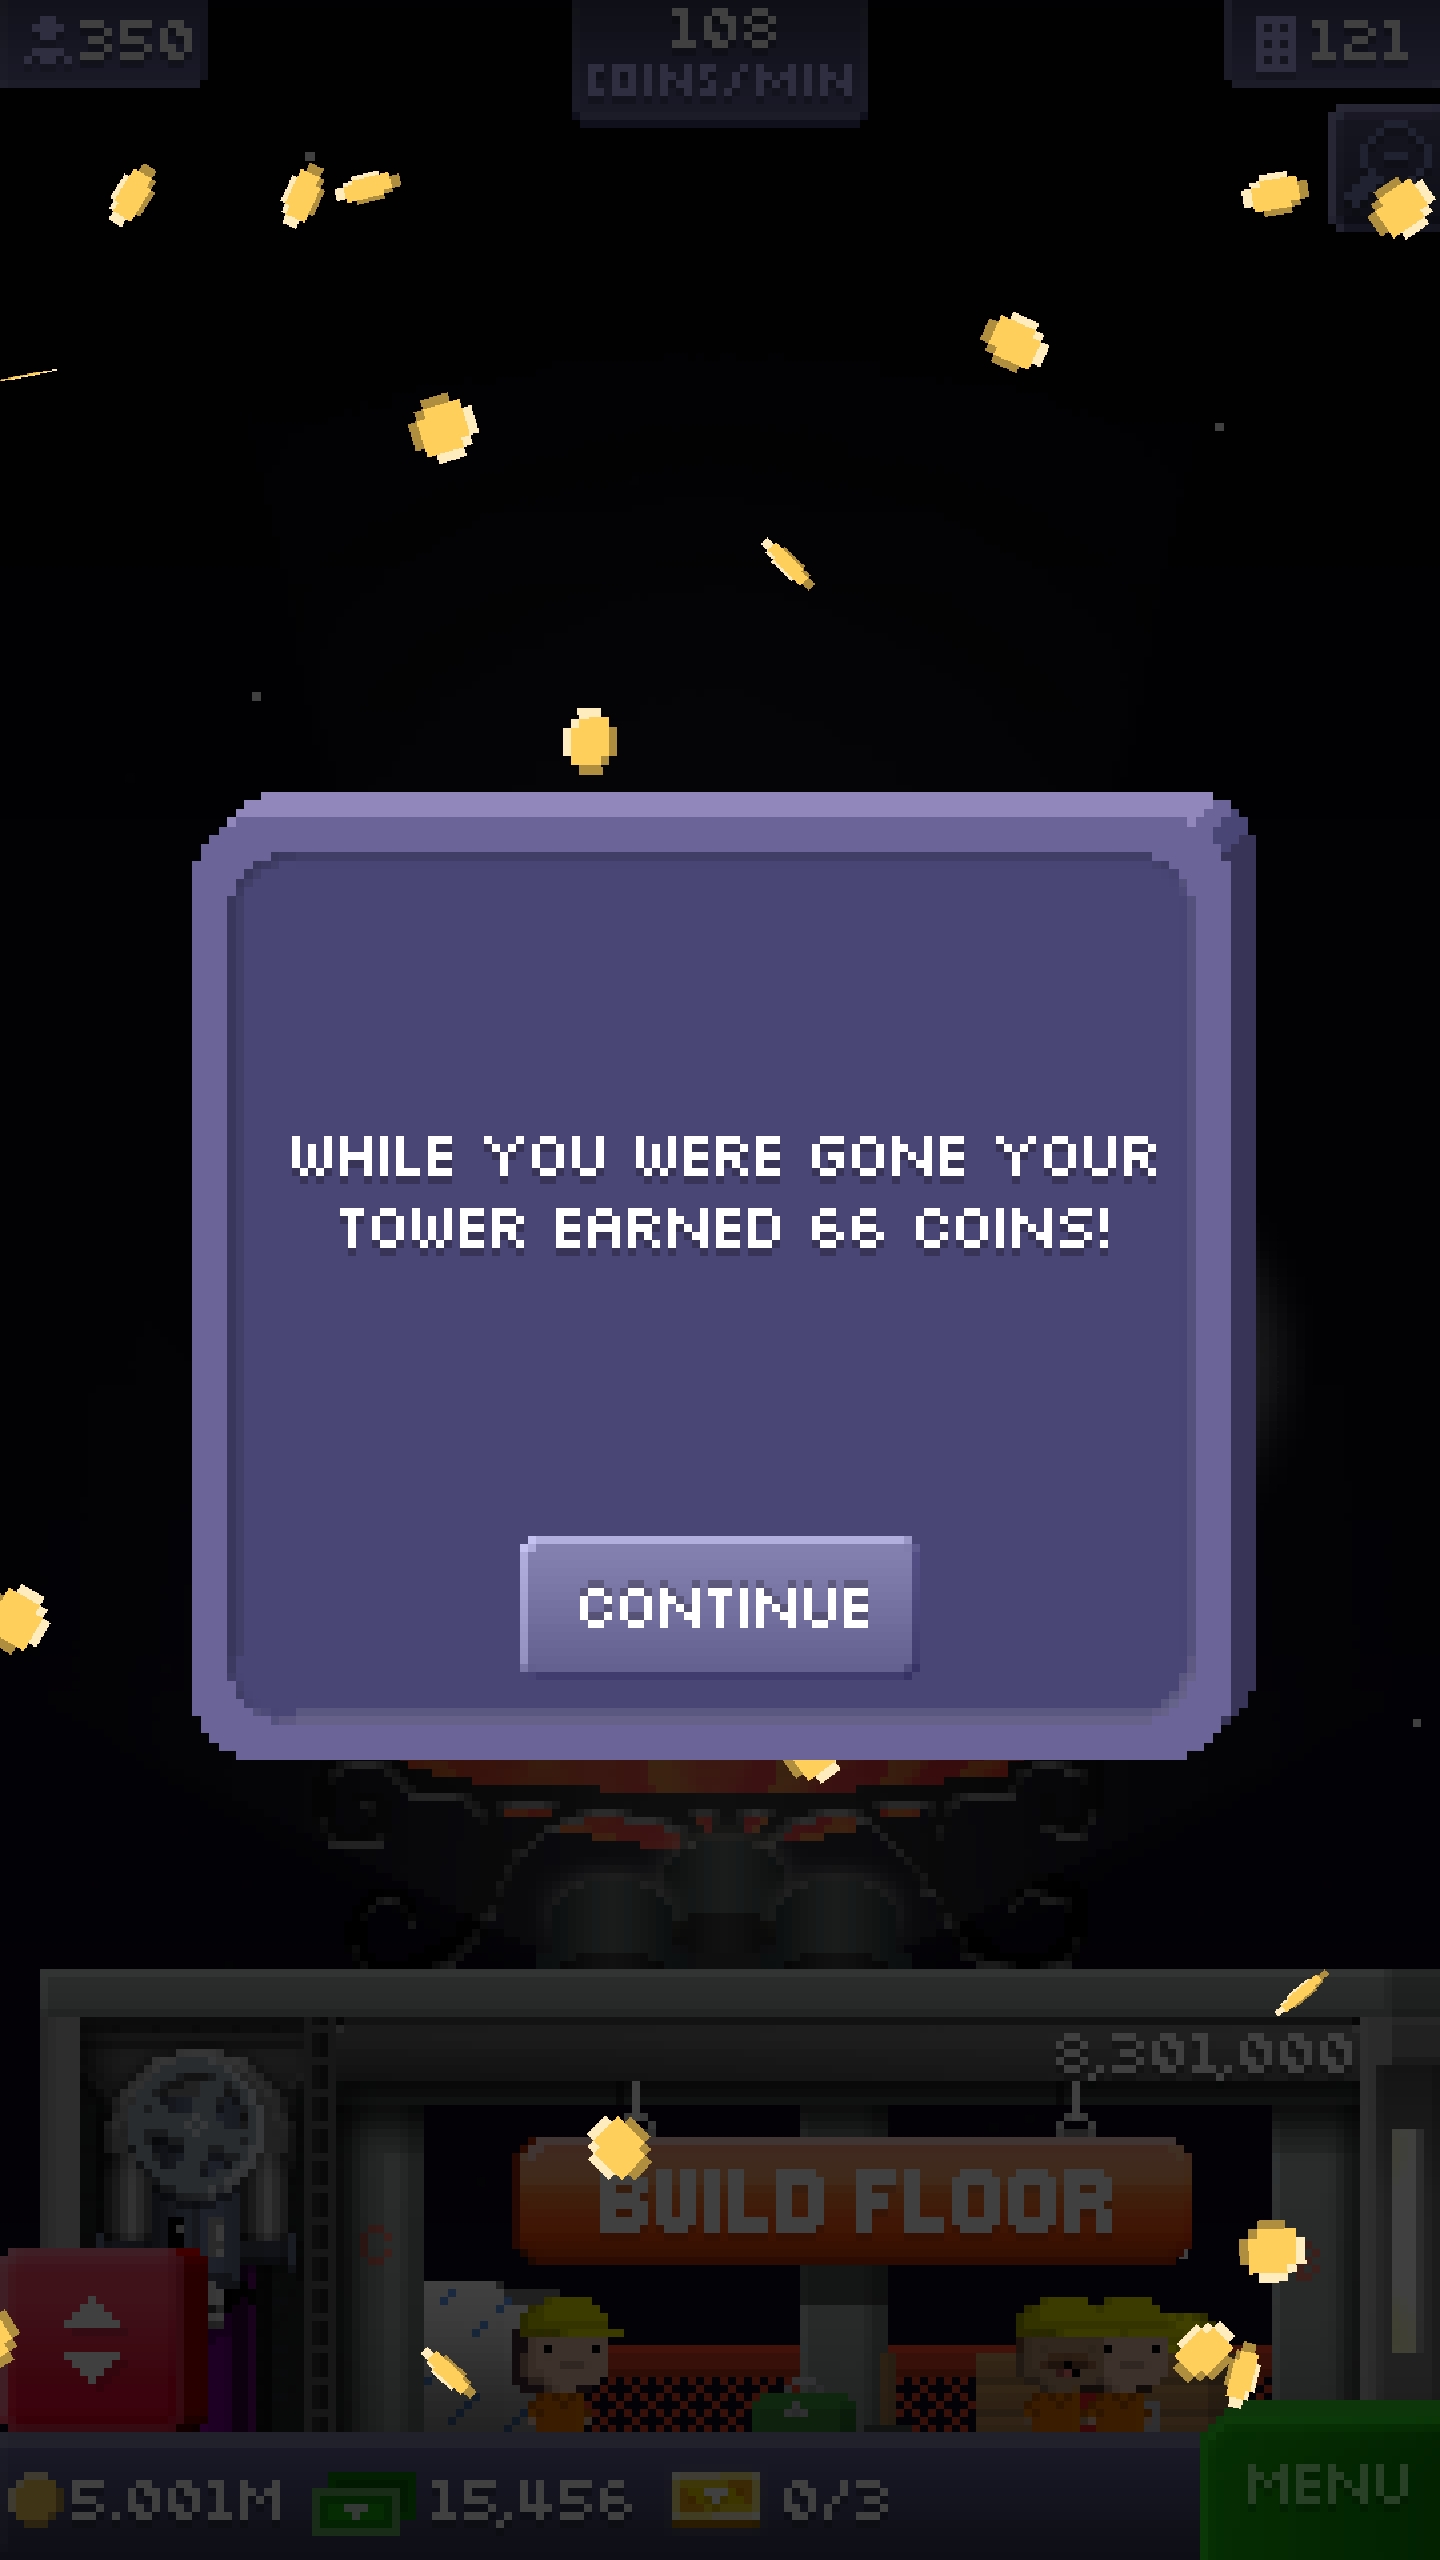 350
108
COINS/MIN
121
WHILE YOU WERE GONE YOUR
TOWER EARNED 66 COINS!
CONTINUE
8,301,000
BUILD FLOOR
5.001M
15,456
0/3
MENU